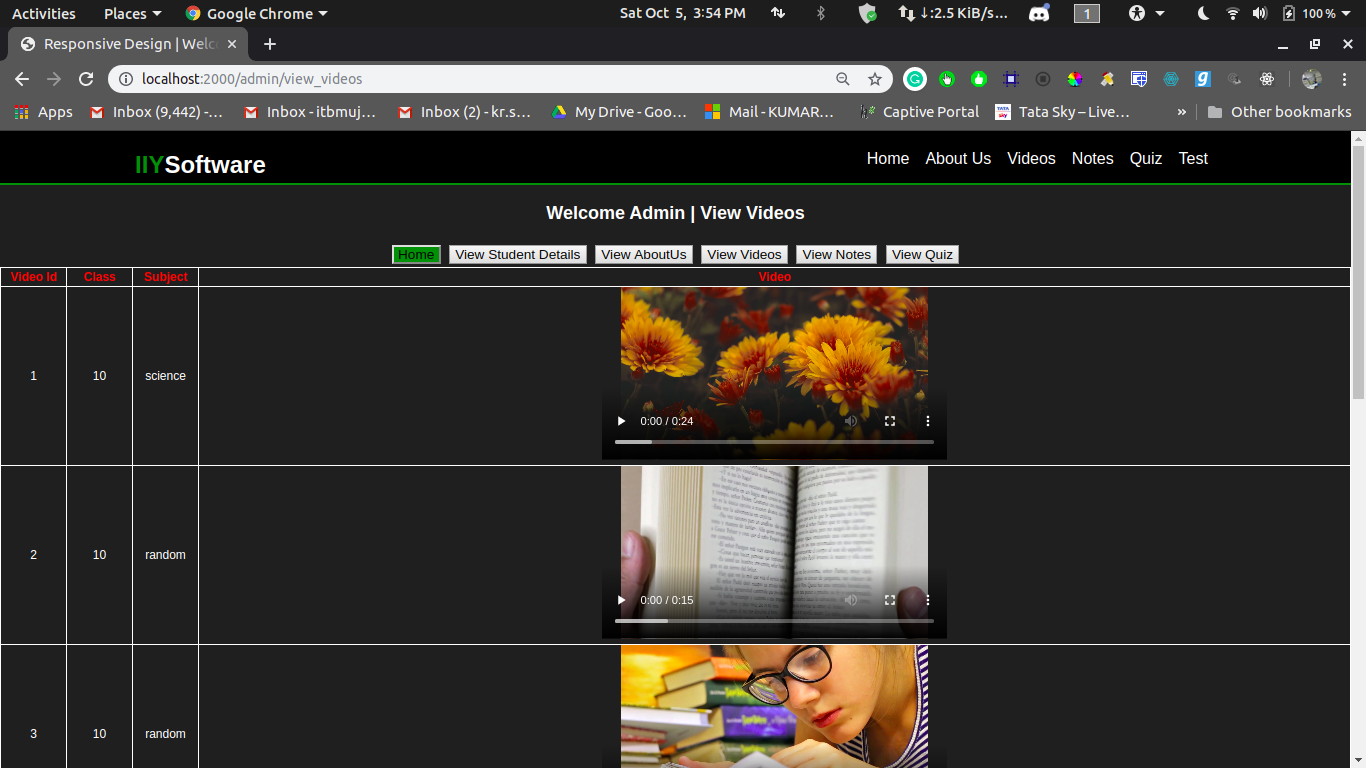 Activities Places Google Chrome Sat Oct 5, 3:54 PM ↓:2.5 KiB/s... 1 100 %
Responsive Design | Welc
localhost:2000/admin/view_videos
Apps Inbox (9,442) -... Inbox - itbmuj... Inbox (2) - kr.s... My Drive - Goo... Mail - KUMAR... Captive Portal Tata Sky – Live... » Other bookmarks
IIYSoftware Home About Us Videos Notes Quiz Test
Welcome Admin | View Videos
Home View Student Details View AboutUs View Videos View Notes View Quiz
Video Id Class Subject Video
1 10 science
0:00 / 0:24
2 10 random
0:00 / 0:15
3 10 random